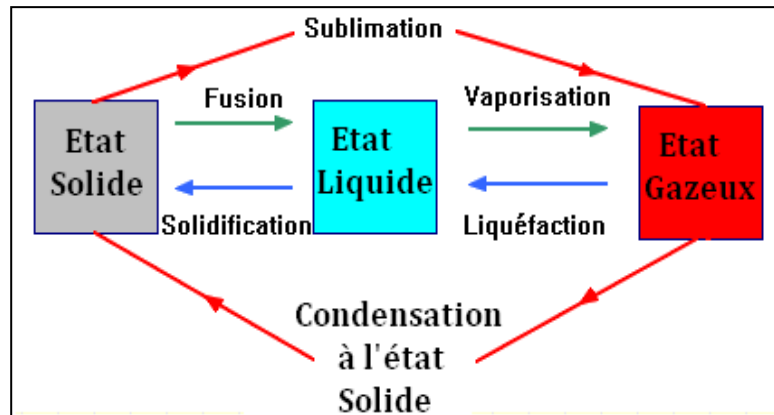 Sublimation
Fusion
Vaporisation
Etat
Solide
Etat
Liquide
Etat
Gazeux
Solidification
Liquéfaction
Condensation
à l'état
Solide